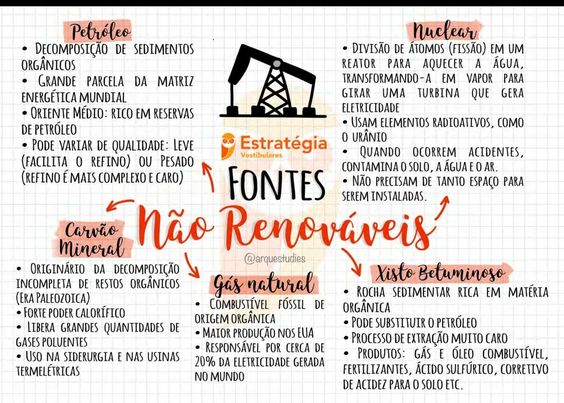 Petróleo
• Decomposição de sedimentos
orgânicos
• Grande parcela da matriz
energética mundial
• Oriente Médio: rico em reservas
de petróleo
• Pode variar de qualidade: Leve
(facilita o refino) ou Pesado
(refino é mais complexo e caro)
Nuclear
• Divisão de átomos (fissão) em um
reator para aquecer a água,
transformando-a em vapor para
girar uma turbina que gera
eletricidade
• Usam elementos radioativos, como
o urânio
• Quando ocorrem acidentes,
contamina o solo, a água e o ar.
• Não precisam de tanto espaço para
serem instaladas.
Estratégia
Vestibulares
Fontes
Não Renováveis
@arquestudies
Carvão
Mineral
• Originário da decomposição
incompleta de restos orgânicos
(Era Paleozoica)
• Forte poder calorífico
• Libera grandes quantidades de
gases poluentes
• Uso na siderurgia e nas usinas
termelétricas
Gás natural
• Combustível fóssil de
origem orgânica
• Maior produção nos EUA
• Responsável por cerca de
20% da eletricidade gerada
no mundo
Xisto Betuminoso
• Rocha sedimentar rica em matéria
orgânica
• Pode substituir o petróleo
• Processo de extração muito caro
• Produtos: gás e óleo combustível,
fertilizantes, ácido sulfúrico, corretivo
de acidez para o solo etc.